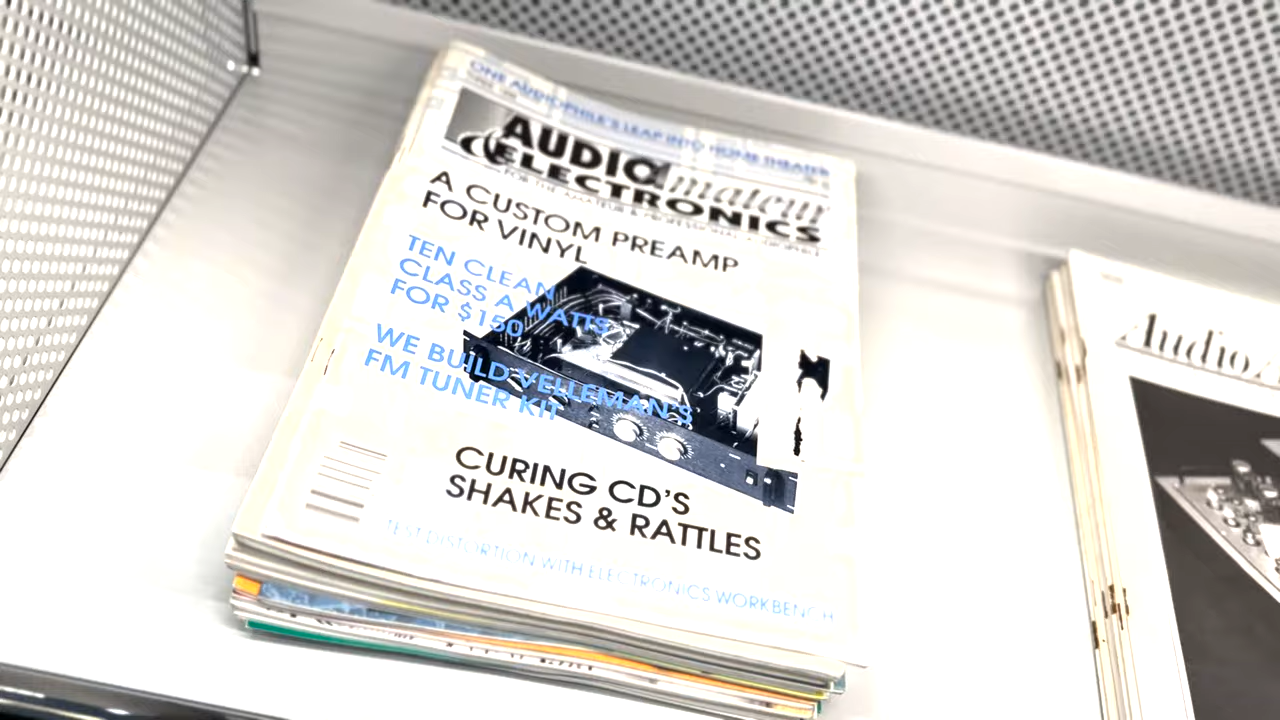 ONE AUDIOPHILE'S LEAP INTO HOME THEATER
AUDIO amateur
& ELECTRONICS
A CUSTOM PREAMP
FOR VINYL
TEN CLEAN
CLASS A WATTS
FOR $150
WE BUILD VELLEMAN'S
FM TUNER KIT
CURING CD'S
SHAKES & RATTLES
TEST DISTORTION WITH ELECTRONICS WORKBENCH
Audio